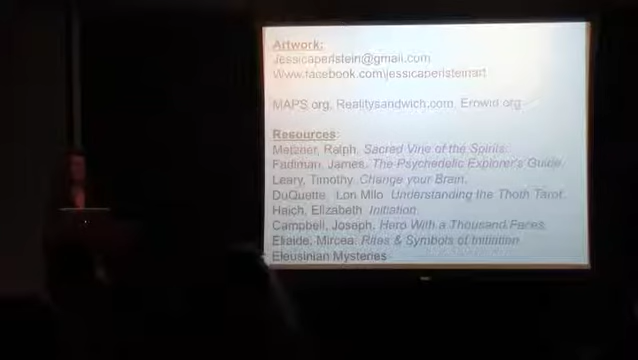 Artwork:
Jessicaperlstein@gmail.com
Www.facebook.com/jessicaperlsteinart
MAPS.org, Realitysandwich.com, Erowid.org
Resources:
Metzner, Ralph, Sacred Vine of the Spirits.
Fadiman, James, The Psychedelic Explorer's Guide.
Leary, Timothy. Change your Brain.
DuQuette, Lon Milo. Understanding the Thoth Tarot.
Haich, Elizabeth. Initiation.
Campbell, Joseph, Hero With a Thousand Faces.
Eliade, Mircea. Rites & Symbols of Initiation.
Eleusinian Mysteries